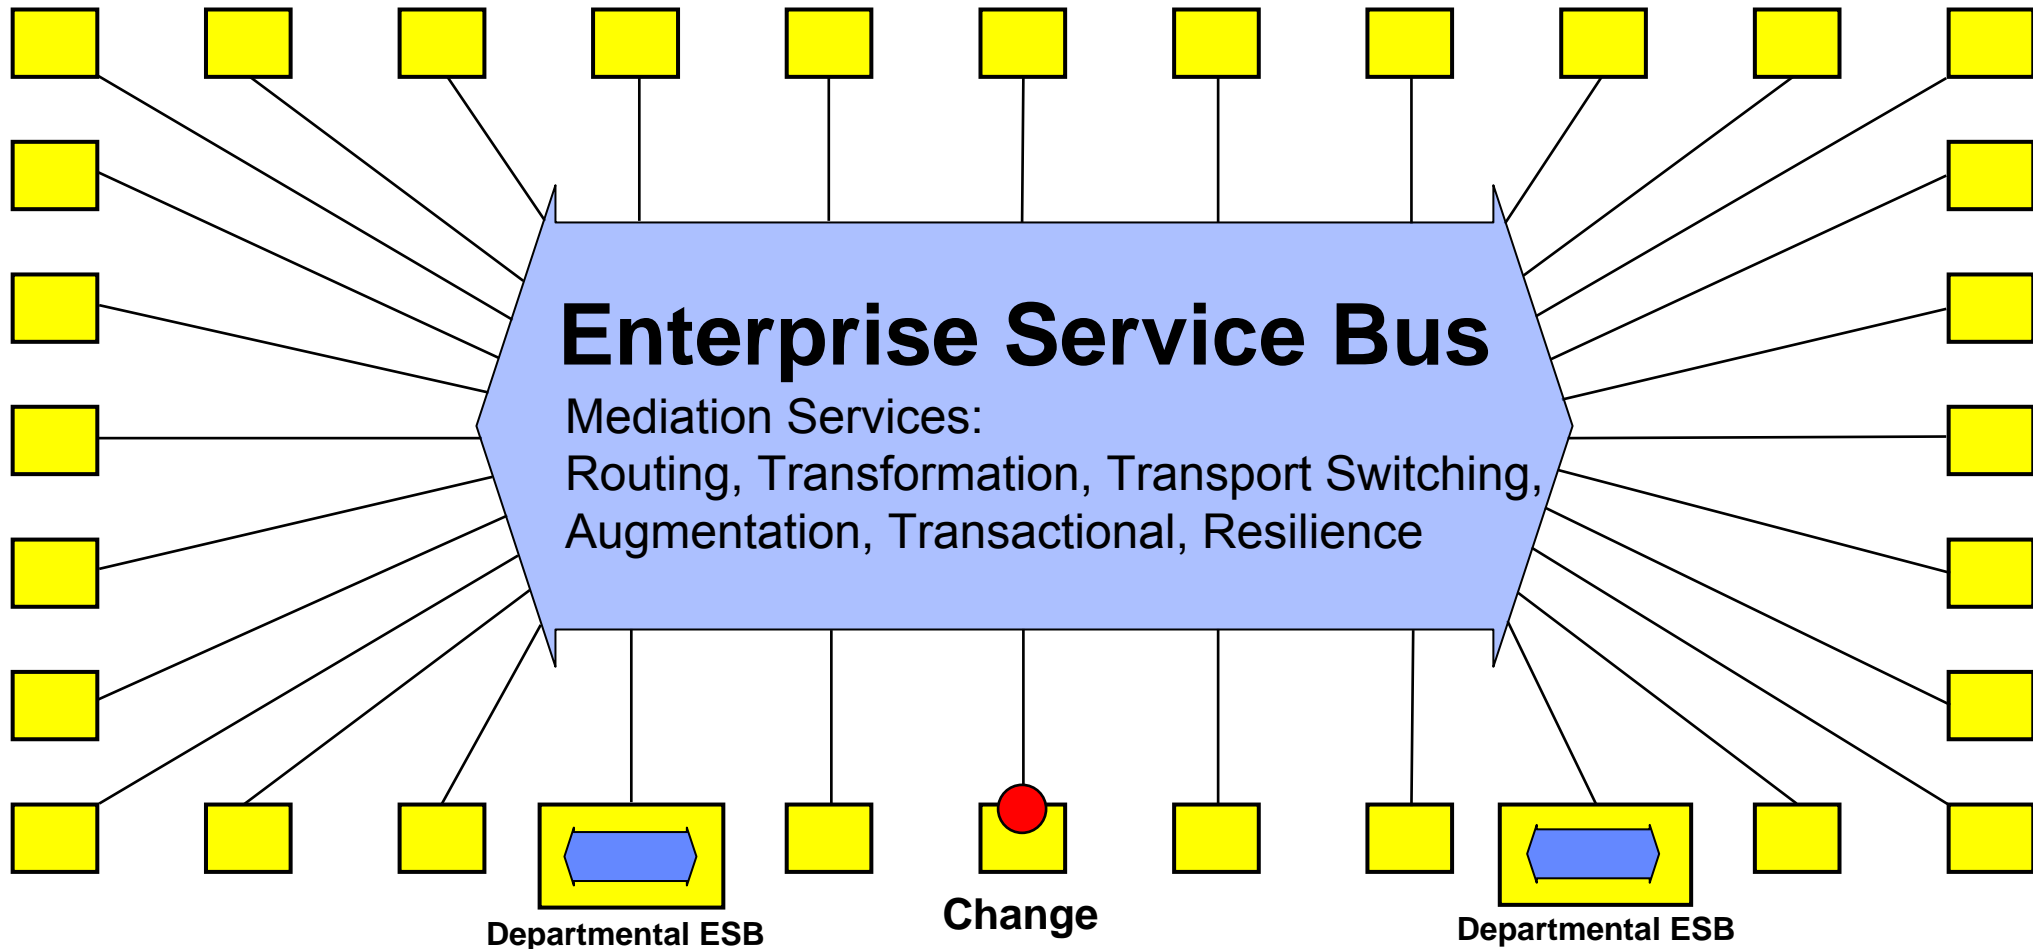 Enterprise Service Bus
Mediation Services:
Routing, Transformation, Transport Switching,
Augmentation, Transactional, Resilience
Departmental ESB
Change
Departmental ESB